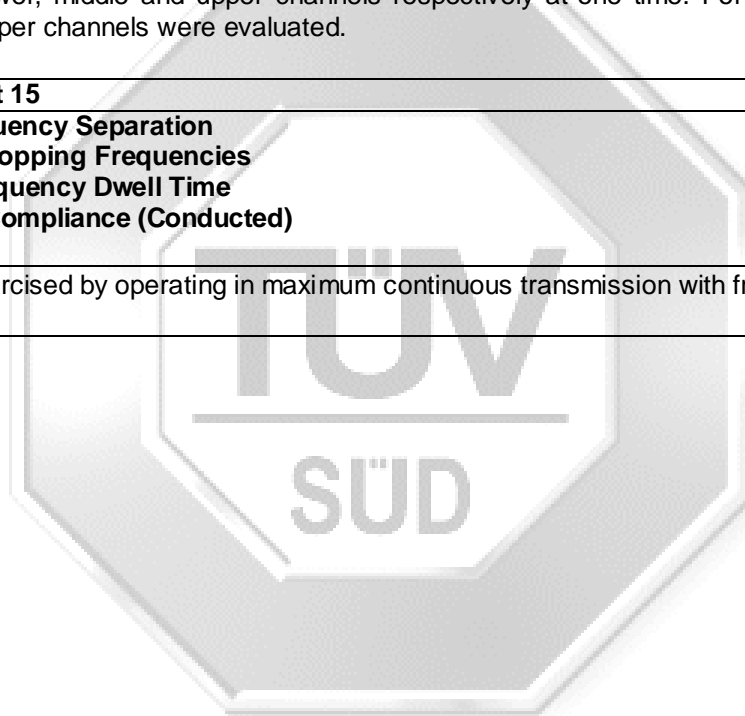 wer, middle and upper channels respectively at one time. For
per channels were evaluated.
t 15
uency Separation
opping Frequencies
quency Dwell Time
ompliance (Conducted)
rcised by operating in maximum continuous transmission with fr
TÜV
SÜD